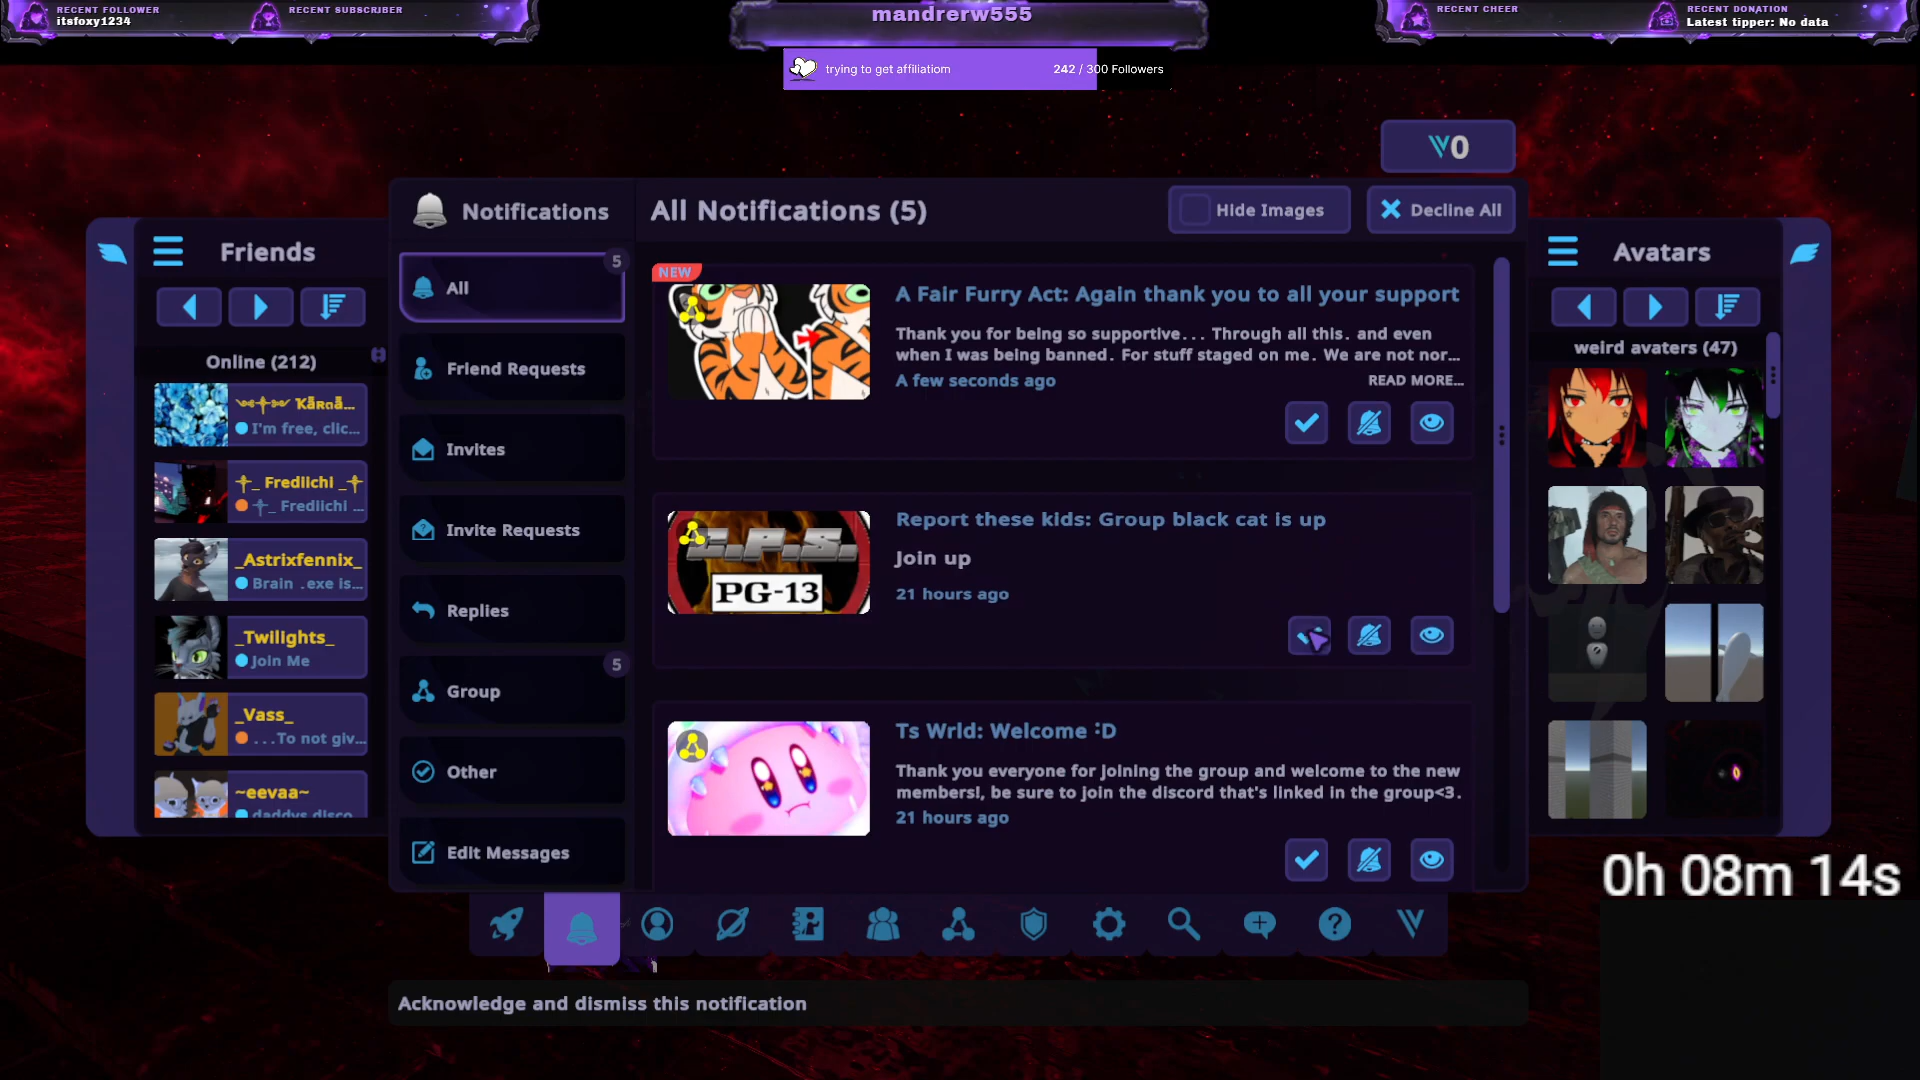 RECENT FOLLOWER
itsfoxy1234
RECENT SUBSCRIBER
mandrerw555
RECENT CHEER
RECENT DONATION
Latest tipper: No data
trying to get affiliatiom
242 / 300 Followers
0
Notifications
All Notifications (5)
Hide Images
Decline All
Friends
Online (212)
I'm free, clic...
_ Fredlichi _
_ Fredlichi ...
_Astrixfennix_
Brain .exe is...
_Twilights_
Join Me
_Vass_
...To not giv...
~eevaa~
daddys disco
5
All
Friend Requests
Invites
Invite Requests
Replies
5
Group
Other
Edit Messages
NEW
A Fair Furry Act: Again thank you to all your support
Thank you for being so supportive... Through all this. and even
when I was being banned. For stuff staged on me. We are not nor...
A few seconds ago
READ MORE...
PG-13
Report these kids: Group black cat is up
Join up
21 hours ago
Ts Wrld: Welcome :D
Thank you everyone for joining the group and welcome to the new
members!, be sure to join the discord that's linked in the group<3.
21 hours ago
Avatars
weird avaters (47)
0h 08m 14s
Acknowledge and dismiss this notification